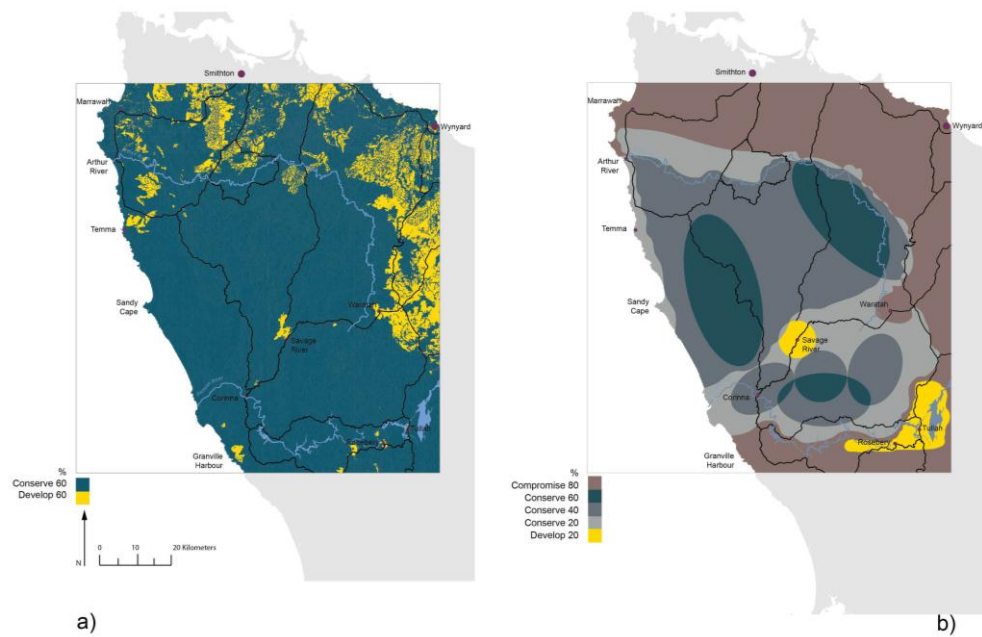 Smithton
Marrawah
Wynyard
Arthur
River
Temma
Sandy
Cape
Waratah
Savage
River
Corinna
Rosebery
Granville
Harbour
%
Conserve 60
Develop 60
N
0 10 20 Kilometers
a)
Smithton
Marrawah
Wynyard
Arthur
River
Temma
Sandy
Cape
Waratah
Savage
River
Corinna
Tullah
Rosebery
Granville
Harbour
%
Compromise 80
Conserve 60
Conserve 40
Conserve 20
Develop 20
b)